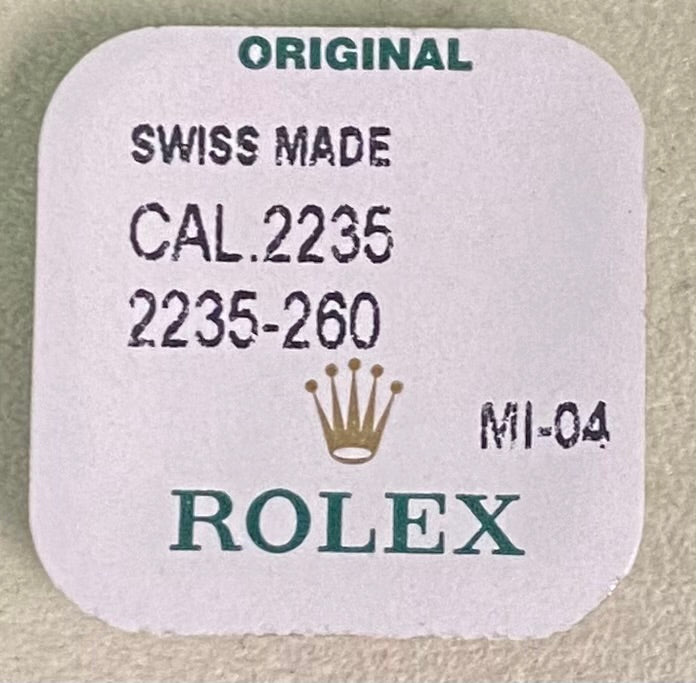 ORIGINAL
SWISS MADE
CAL.2235
2235-260
MI-04
ROLEX